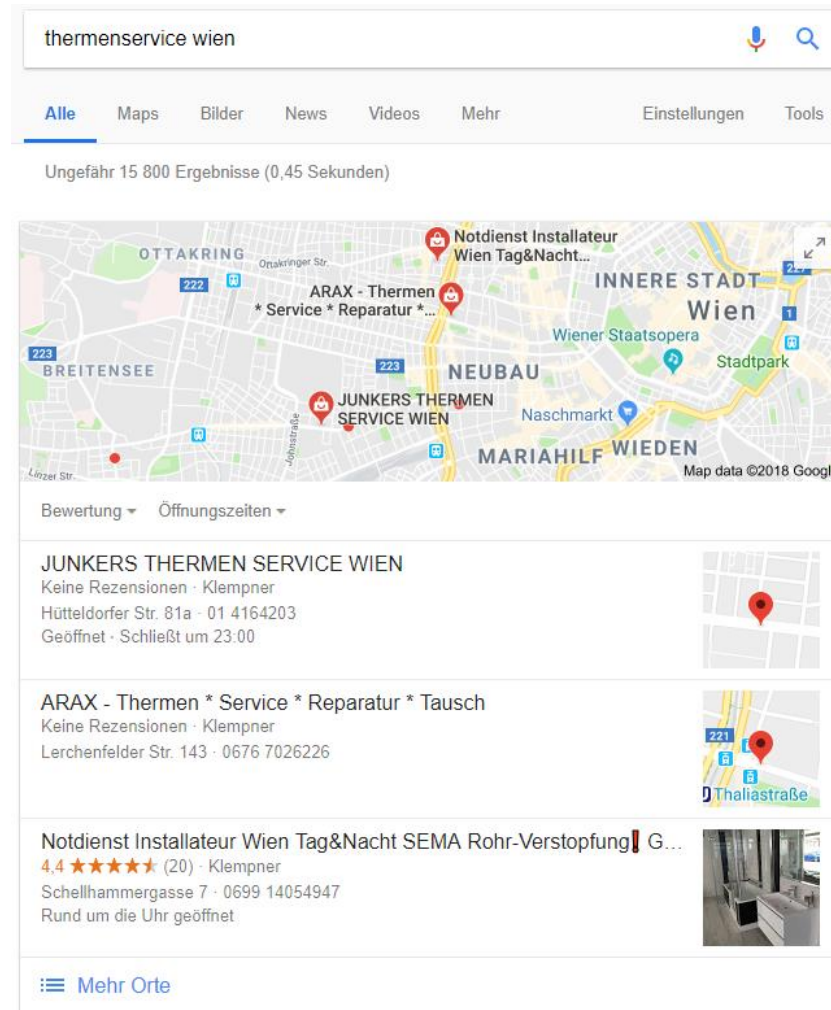 thermenservice wien
Alle Maps Bilder News Videos Mehr Einstellungen Tools
Ungefähr 15 800 Ergebnisse (0,45 Sekunden)
Notdienst Installateur
Wien Tag&Nacht...
OTTAKRING
Ottakringer Str.
222
227
INNERE STADT
ARAX - Thermen
* Service * Reparatur *...
Wien
1
Wiener Staatsopera
223
BREITENSEE
223
NEUBAU
Stadtpark
JUNKERS THERMEN
SERVICE WIEN
Naschmarkt
Johnstraße
MARIAHILF
WIEDEN
Linzer Str.
Map data ©2018 Googl
Bewertung Öffnungszeiten
JUNKERS THERMEN SERVICE WIEN
Keine Rezensionen · Klempner
Hütteldorfer Str. 81a · 01 4164203
Geöffnet · Schließt um 23:00
ARAX - Thermen * Service * Reparatur * Tausch
Keine Rezensionen · Klempner
Lerchenfelder Str. 143 · 0676 7026226
221
U Thaliastraße
Notdienst Installateur Wien Tag&Nacht SEMA Rohr-Verstopfung❗ G...
4,4 ★★★★★ (20) · Klempner
Schellhammergasse 7 · 0699 14054947
Rund um die Uhr geöffnet
Mehr Orte